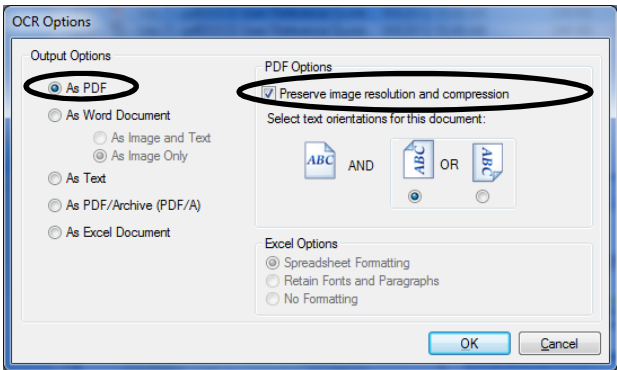 OCR Options
Output Options
As PDF
As Word Document
As Image and Text
As Image Only
As Text
As PDF/Archive (PDF/A)
As Excel Document
PDF Options
Preserve image resolution and compression
Select text orientations for this document:
ABC AND ABC OR ABC
Excel Options
Spreadsheet Formatting
Retain Fonts and Paragraphs
No Formatting
OK Cancel